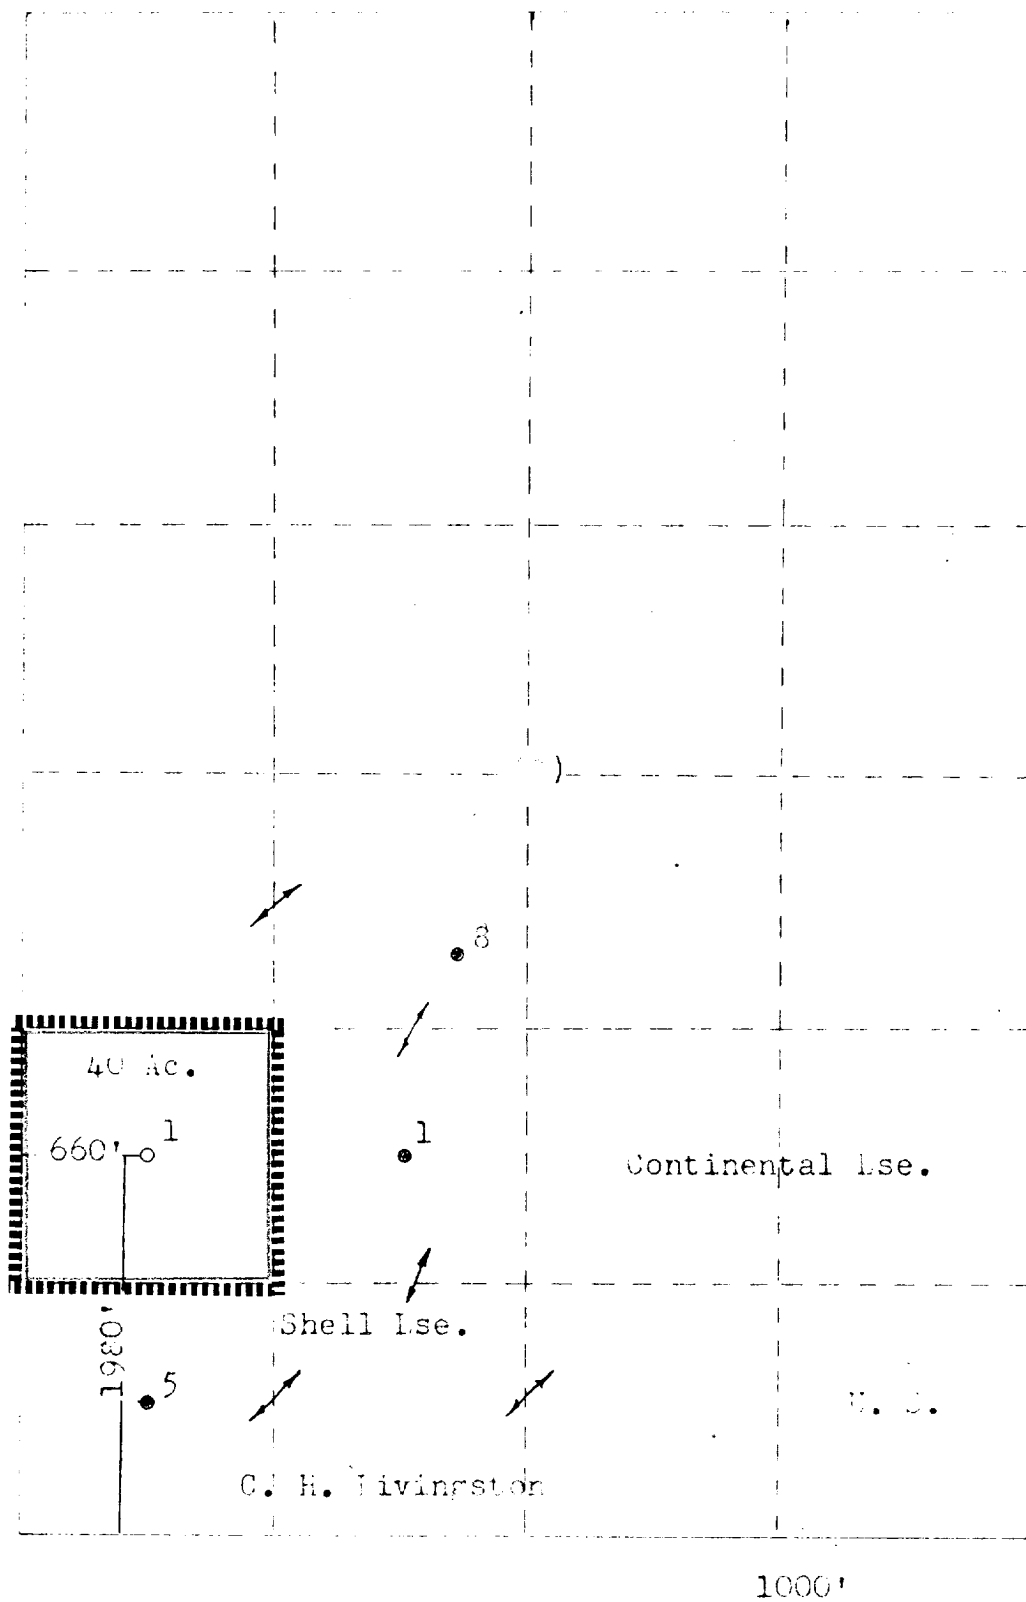 8
40 Ac.
660' 1
1
Continental Lse.
Shell Lse.
1980'
5
U. S.
C. H. Livingston
1000'